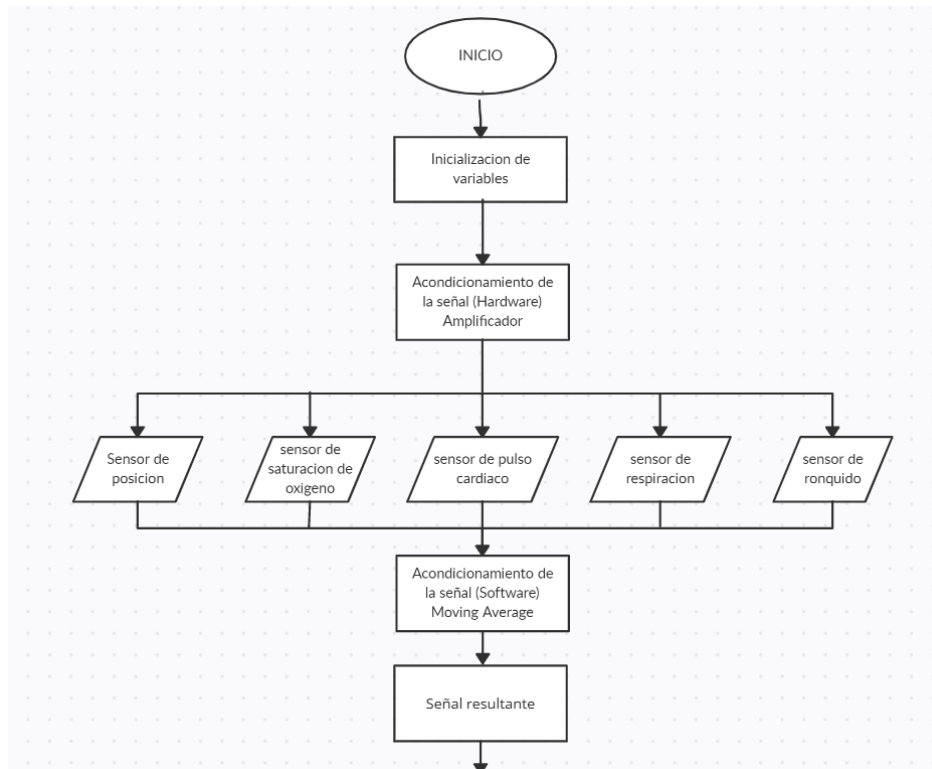 INICIO
Inicializacion de
variables
Acondicionamiento de
la señal (Hardware)
Amplificador
Sensor de
posicion
sensor de
saturacion de
oxigeno
sensor de pulso
cardiaco
sensor de
respiracion
sensor de
ronquido
Acondicionamiento de
la señal (Software)
Moving Average
Señal resultante